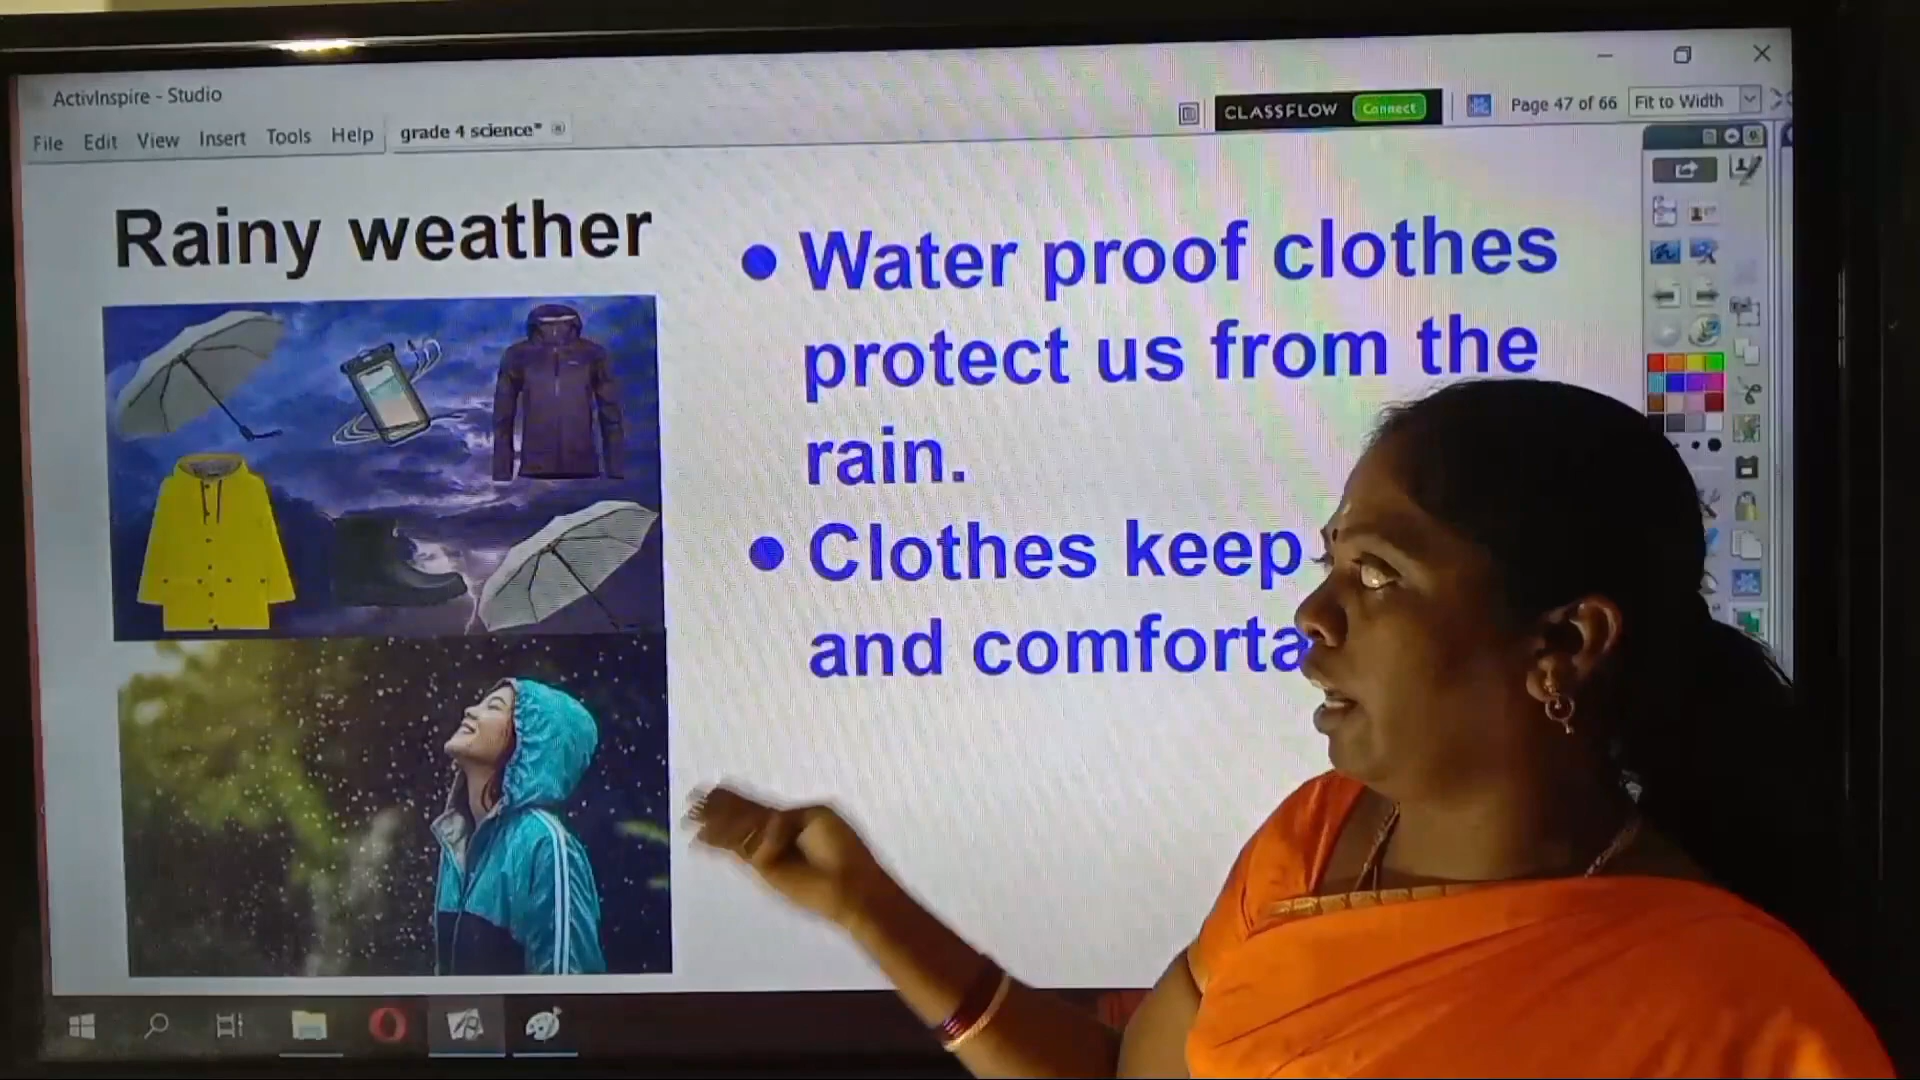 ActivInspire - Studio
File Edit View Insert Tools Help
grade 4 science*
CLASSFLOW Connect
Page 47 of 66
Fit to Width
Rainy weather
• Water proof clothes
protect us from the
rain.
• Clothes keep
and comforta